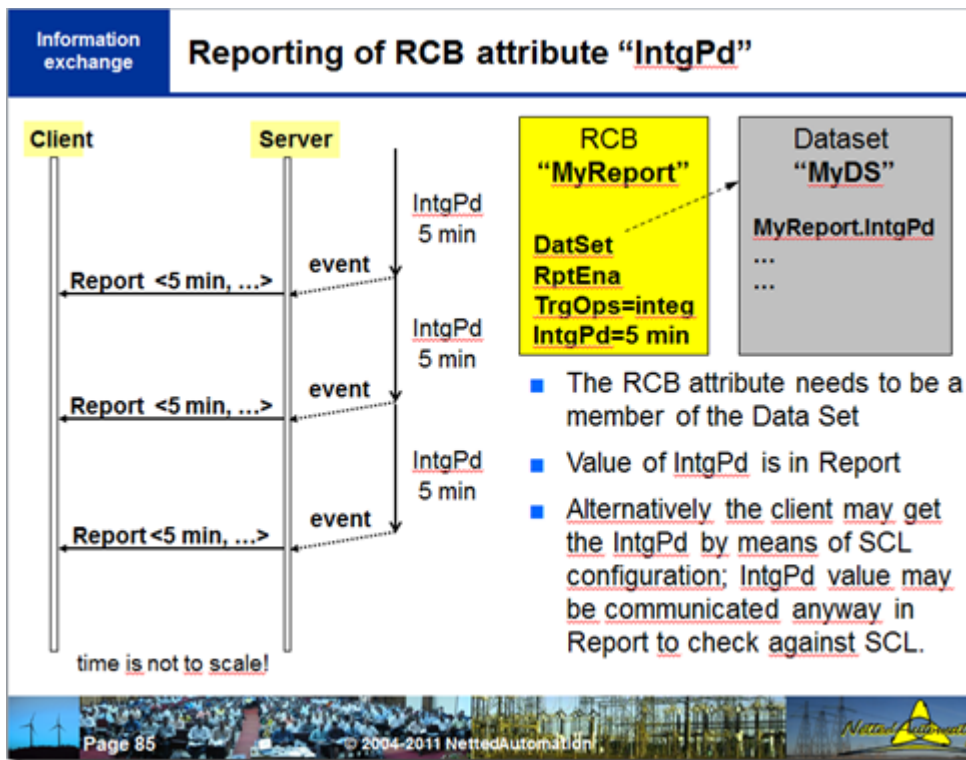 Information
exchange
Reporting of RCB attribute “IntgPd”
Client
Server
IntgPd
5 min
event
Report <5 min, ...>
IntgPd
5 min
event
Report <5 min, ...>
IntgPd
5 min
event
Report <5 min, ...>
time is not to scale!
RCB
“MyReport”
DatSet
RptEna
TrgOps=integ
IntgPd=5 min
Dataset
“MyDS”
MyReport.IntgPd
...
...
The RCB attribute needs to be a
member of the Data Set
Value of IntgPd is in Report
Alternatively the client may get
the IntgPd by means of SCL
configuration; IntgPd value may
be communicated anyway in
Report to check against SCL.
Page 85
© 2004-2011 NettedAutomation